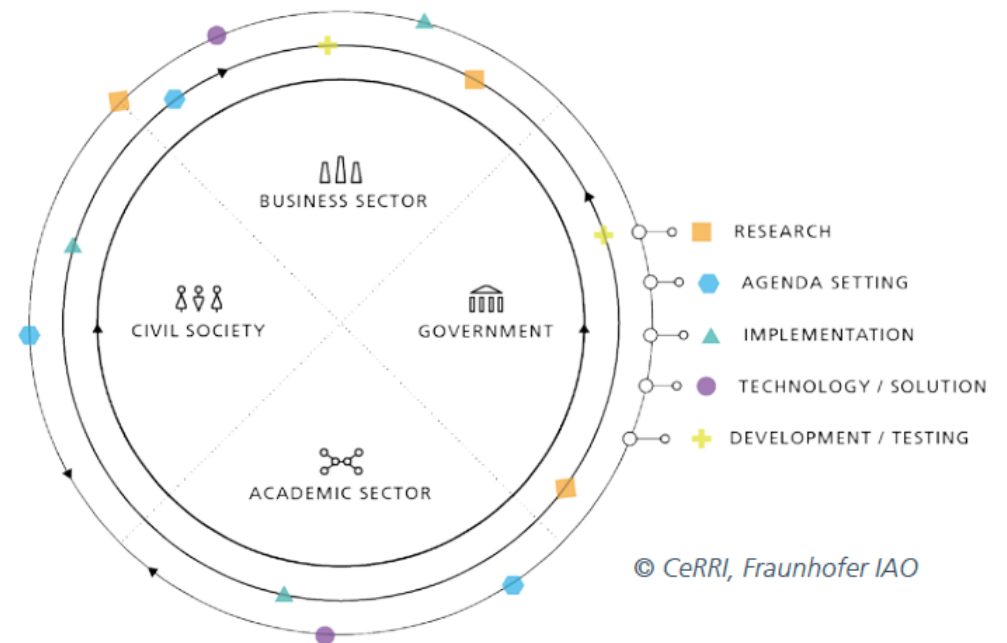 BUSINESS SECTOR
CIVIL SOCIETY
GOVERNMENT
ACADEMIC SECTOR
RESEARCH
AGENDA SETTING
IMPLEMENTATION
TECHNOLOGY / SOLUTION
DEVELOPMENT / TESTING
© CeRRI, Fraunhofer IAO